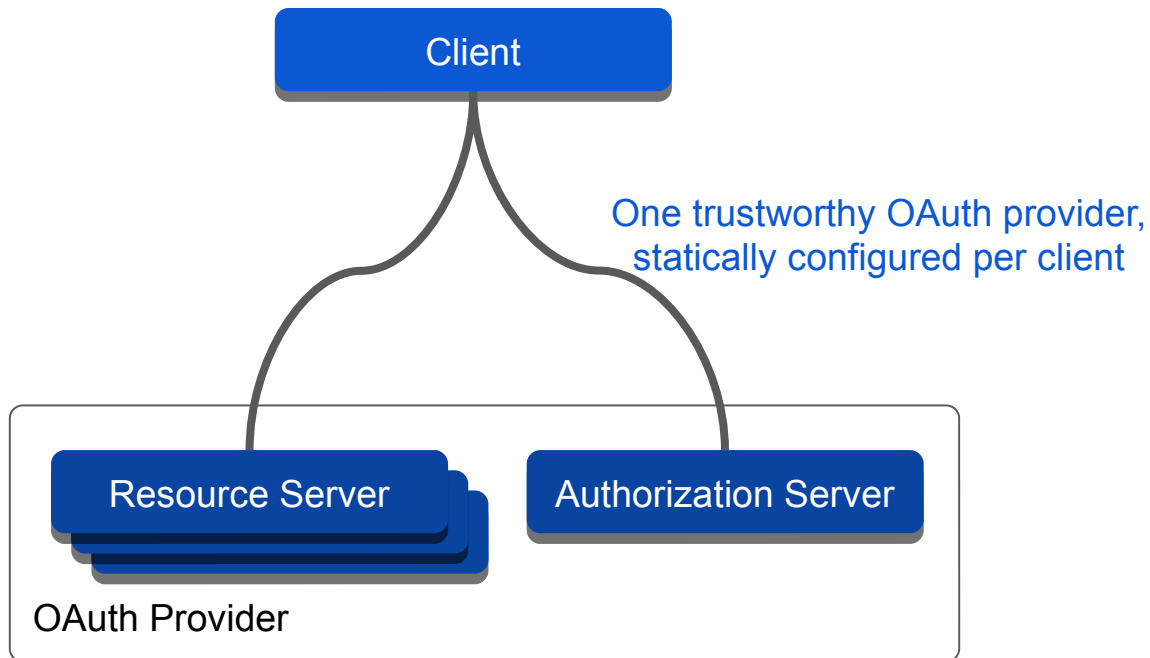 Client
One trustworthy OAuth provider,
statically configured per client
Resource Server
Authorization Server
OAuth Provider